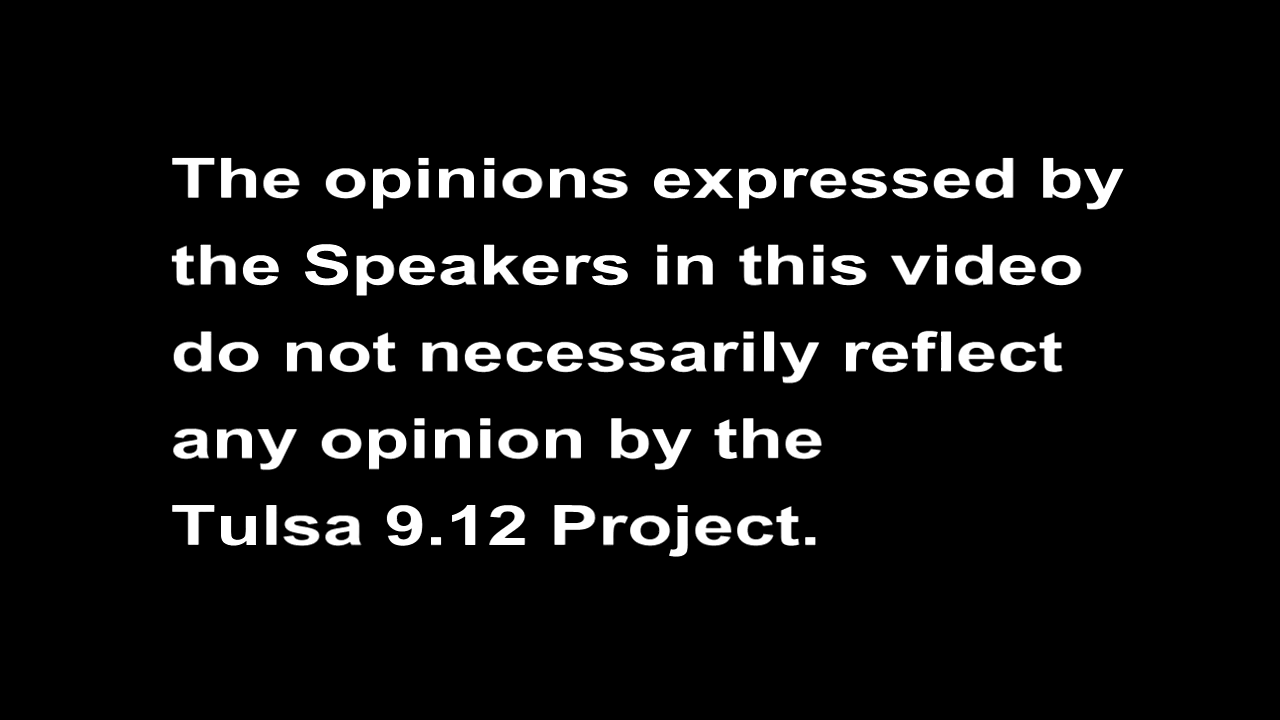 The opinions expressed by
the Speakers in this video
do not necessarily reflect
any opinion by the
Tulsa 9.12 Project.